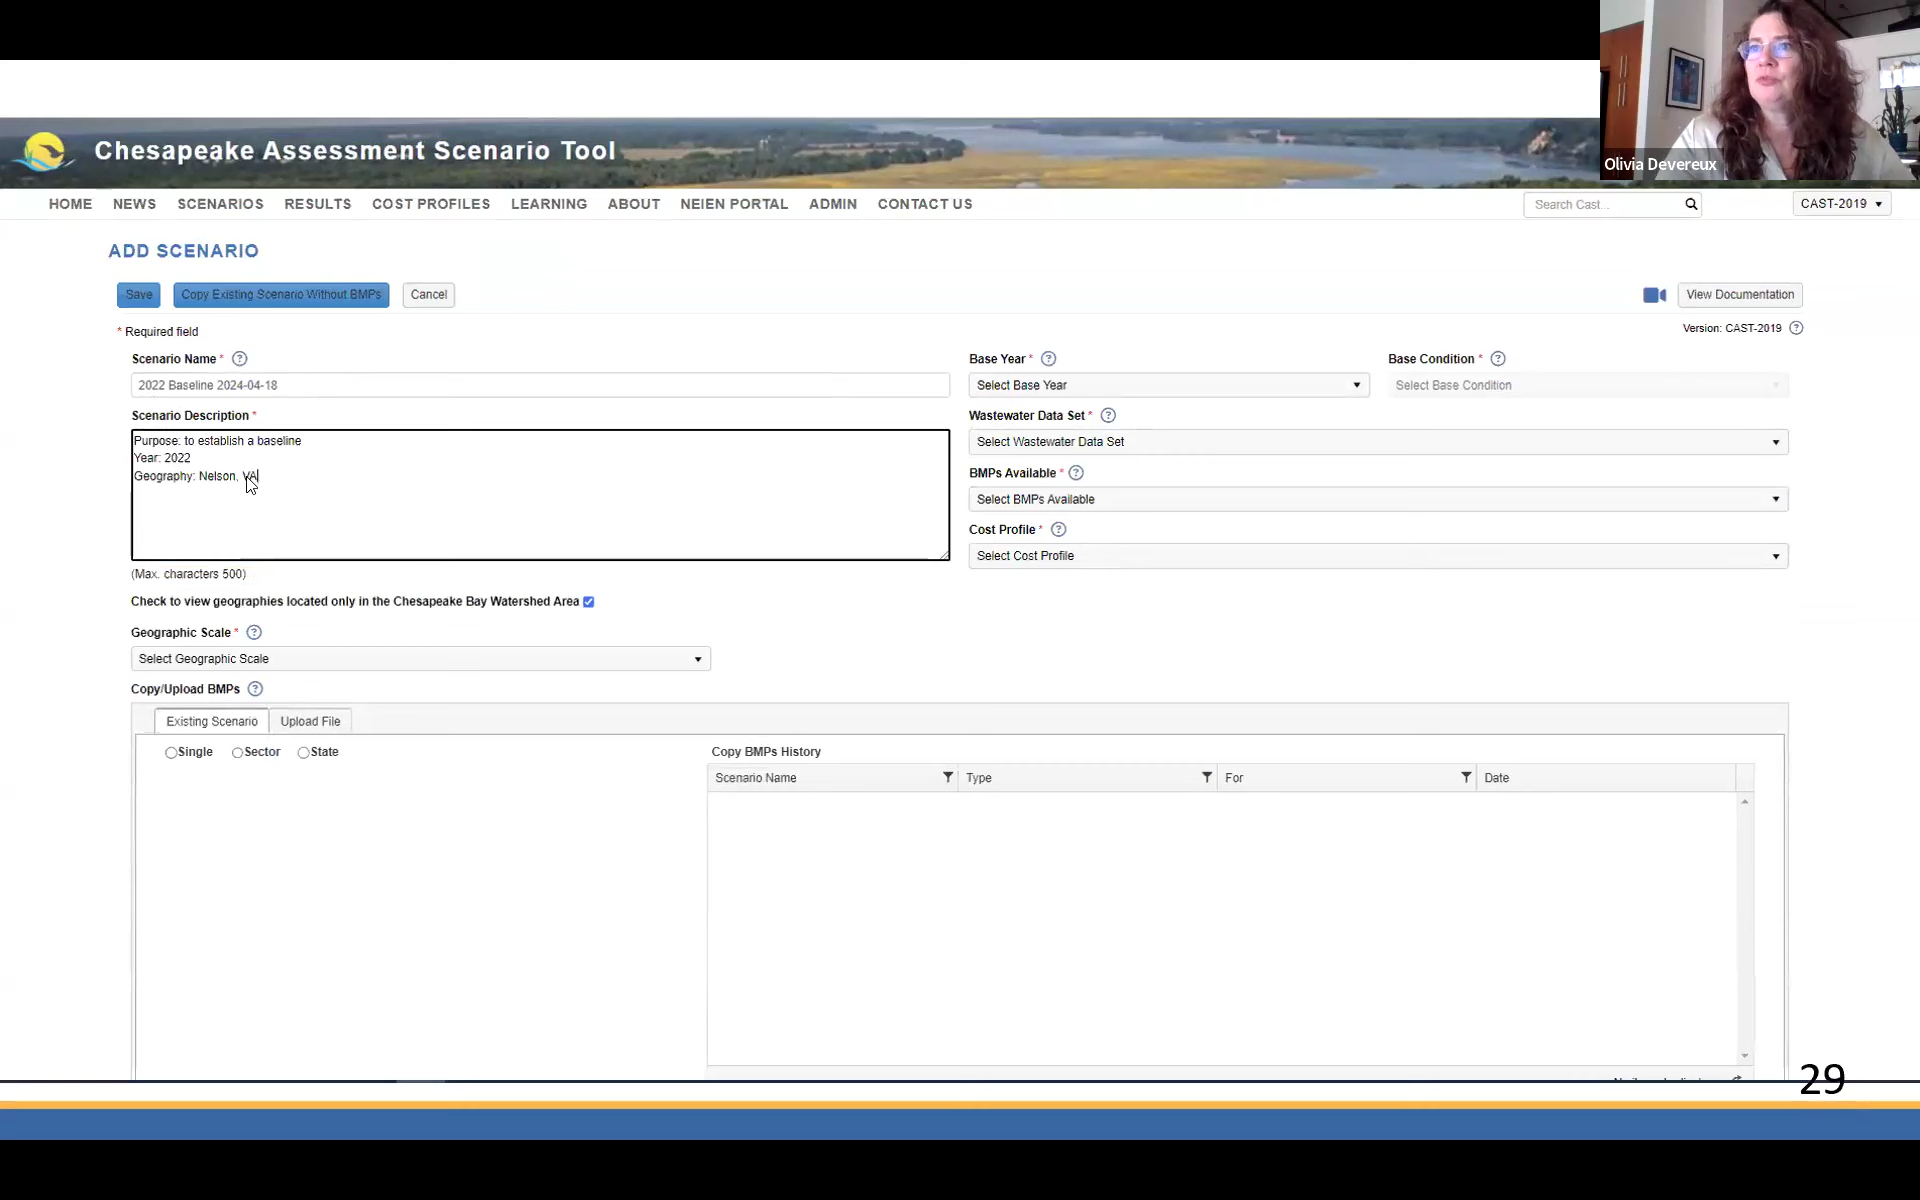 Olivia Devereux
Chesapeake Assessment Scenario Tool
HOME NEWS SCENARIOS RESULTS COST PROFILES LEARNING ABOUT NEIEN PORTAL ADMIN CONTACT US
Search Cast...
CAST-2019
ADD SCENARIO
Save
Copy Existing Scenario Without BMPs
Cancel
View Documentation
* Required field
Version: CAST-2019 ?
Scenario Name * ?
2022 Baseline 2024-04-18
Base Year * ?
Select Base Year
Base Condition * ?
Select Base Condition
Scenario Description *
Purpose: to establish a baseline
Year: 2022
Geography: Nelson, VA
(Max. characters 500)
Wastewater Data Set * ?
Select Wastewater Data Set
BMPs Available * ?
Select BMPs Available
Cost Profile * ?
Select Cost Profile
Check to view geographies located only in the Chesapeake Bay Watershed Area
Geographic Scale * ?
Select Geographic Scale
Copy/Upload BMPs ?
Existing Scenario
Upload File
Single Sector State
Copy BMPs History
Scenario Name Type For Date
29